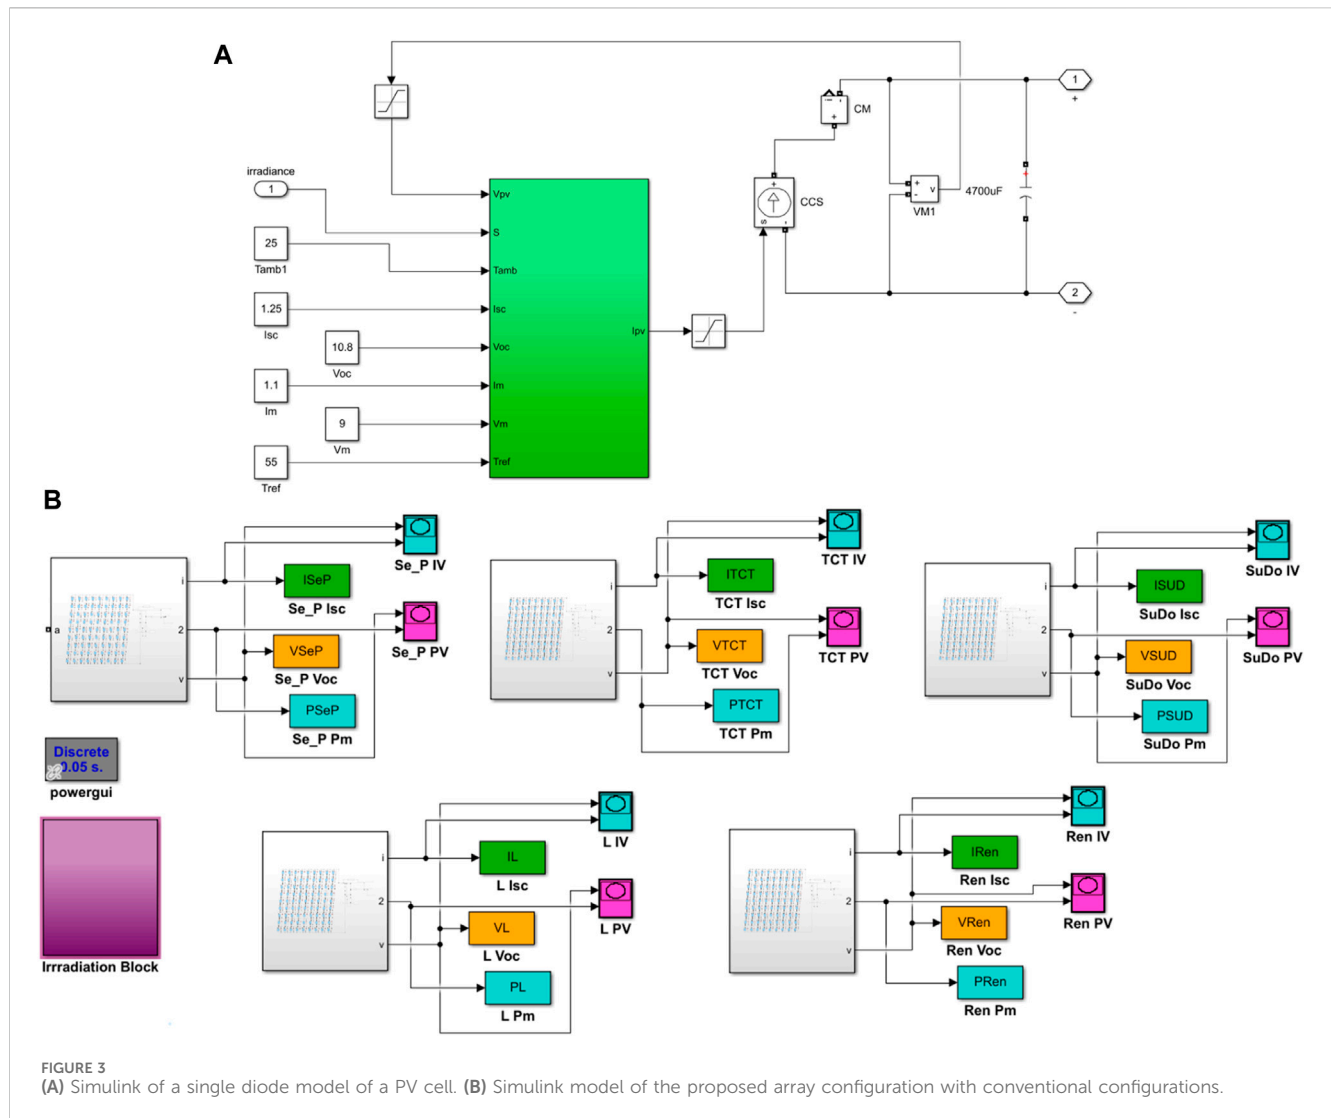 A
irradiance
1
25
Tamb1
1.25
Isc
10.8
Voc
1.1
Im
9
Vm
55
Tref
Vpv
S
Tamb
Isc
Voc
Im
Vm
Tref
Ipv
CM
i
-
+
CCS
+
-
s
VM1
+
-
v
4700uF
+
1
+
2
-
B
a
i
2
v
Se_P IV
ISeP
Se_P Isc
Se_P PV
VSeP
Se_P Voc
PSeP
Se_P Pm
i
2
v
TCT IV
ITCT
TCT Isc
TCT PV
VTCT
TCT Voc
PTCT
TCT Pm
i
2
v
SuDo IV
ISUD
SuDo Isc
SuDo PV
VSUD
SuDo Voc
PSUD
SuDo Pm
Discrete
0.05 s.
powergui
Irrradiation Block
i
2
v
L IV
IL
L Isc
L PV
VL
L Voc
PL
L Pm
i
2
v
Ren IV
IRen
Ren Isc
Ren PV
VRen
Ren Voc
PRen
Ren Pm
FIGURE 3
(A) Simulink of a single diode model of a PV cell. (B) Simulink model of the proposed array configuration with conventional configurations.